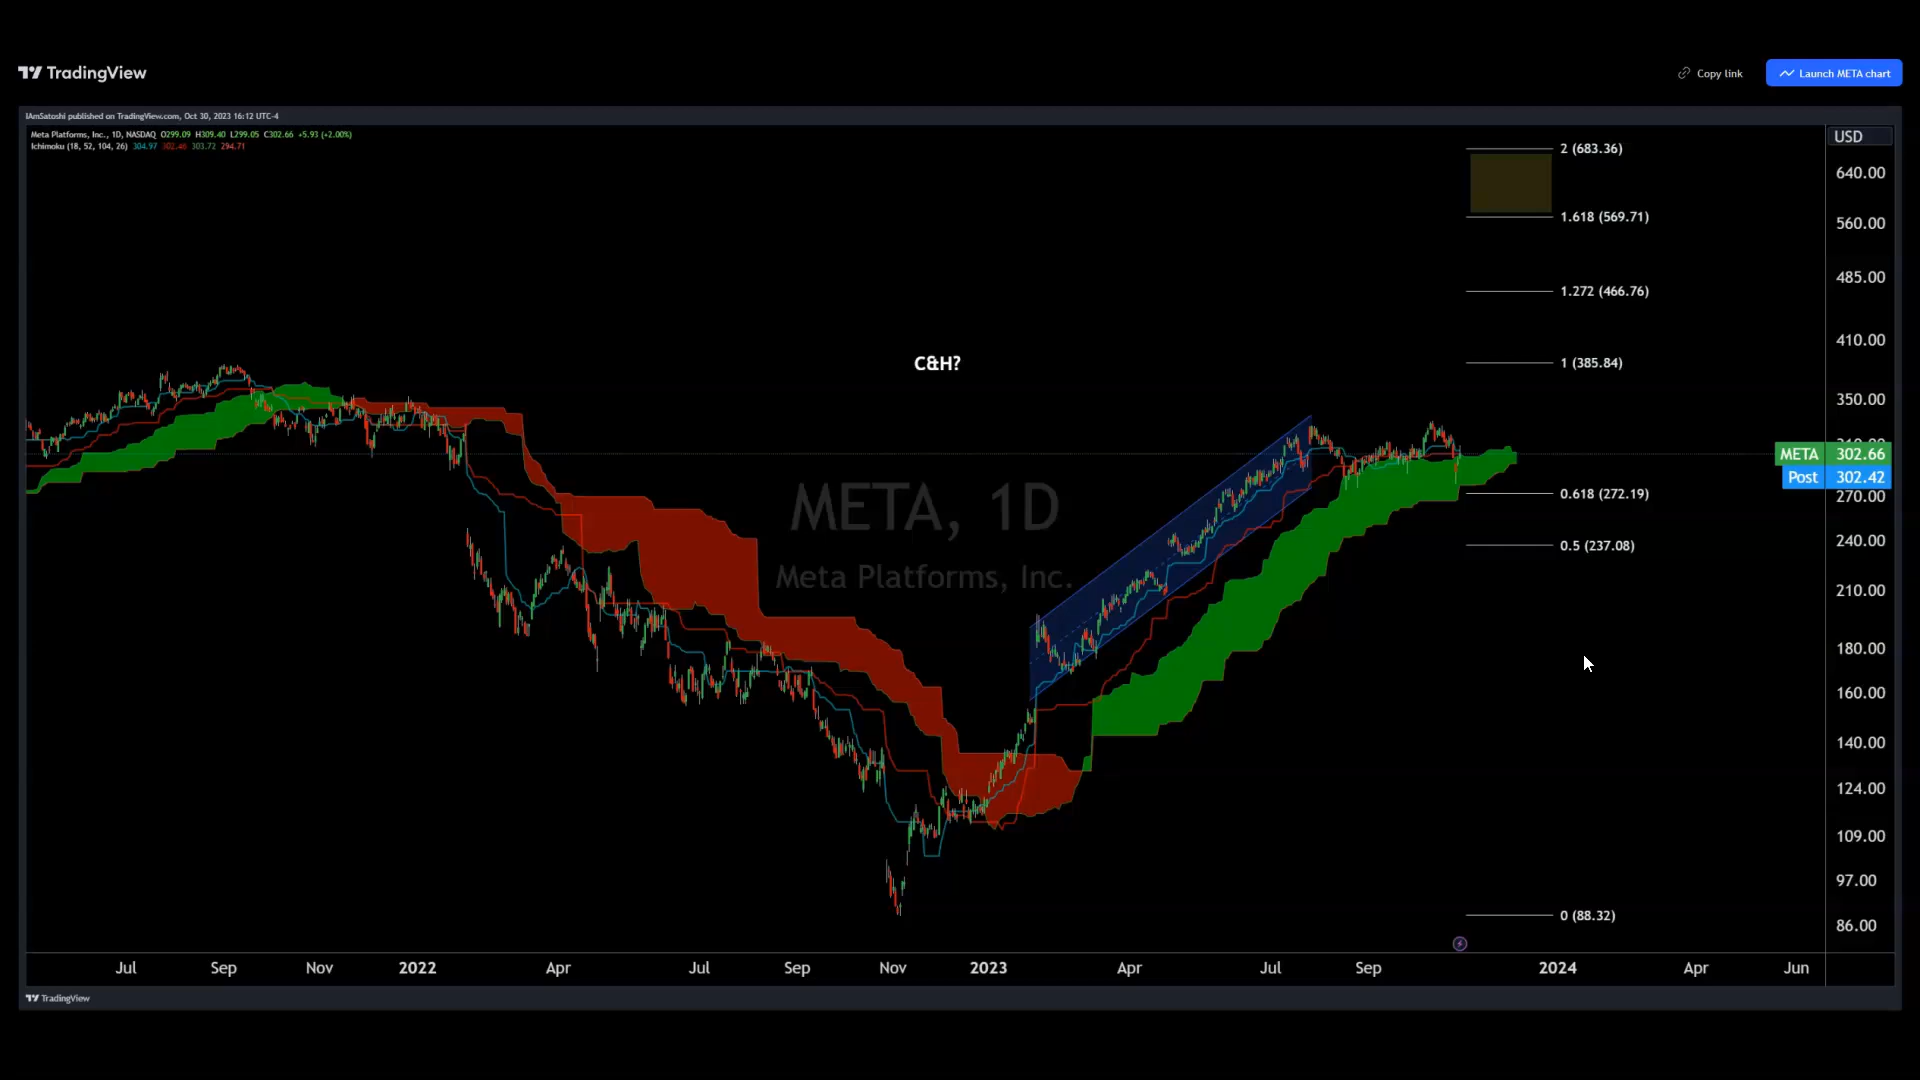 TradingView
Copy link
Launch META chart
IAmSatoshi published on TradingView.com, Oct 30, 2023 16:12 UTC-4
Meta Platforms, Inc., 1D, NASDAQ O299.09 H309.40 L299.05 C302.66 +5.93 (+2.00%)
Ichimoku (18, 52, 104, 26) 304.97 302.46 303.72 294.71
USD
2 (683.36)
640.00
1.618 (569.71)
560.00
485.00
1.272 (466.76)
410.00
C&H?
1 (385.84)
350.00
META 302.66
Post 302.42
270.00
0.618 (272.19)
META, 1D
240.00
0.5 (237.08)
Meta Platforms, Inc.
210.00
180.00
160.00
140.00
124.00
109.00
97.00
0 (88.32)
86.00
Jul Sep Nov 2022 Apr Jul Sep Nov 2023 Apr Jul Sep 2024 Apr Jun
TradingView